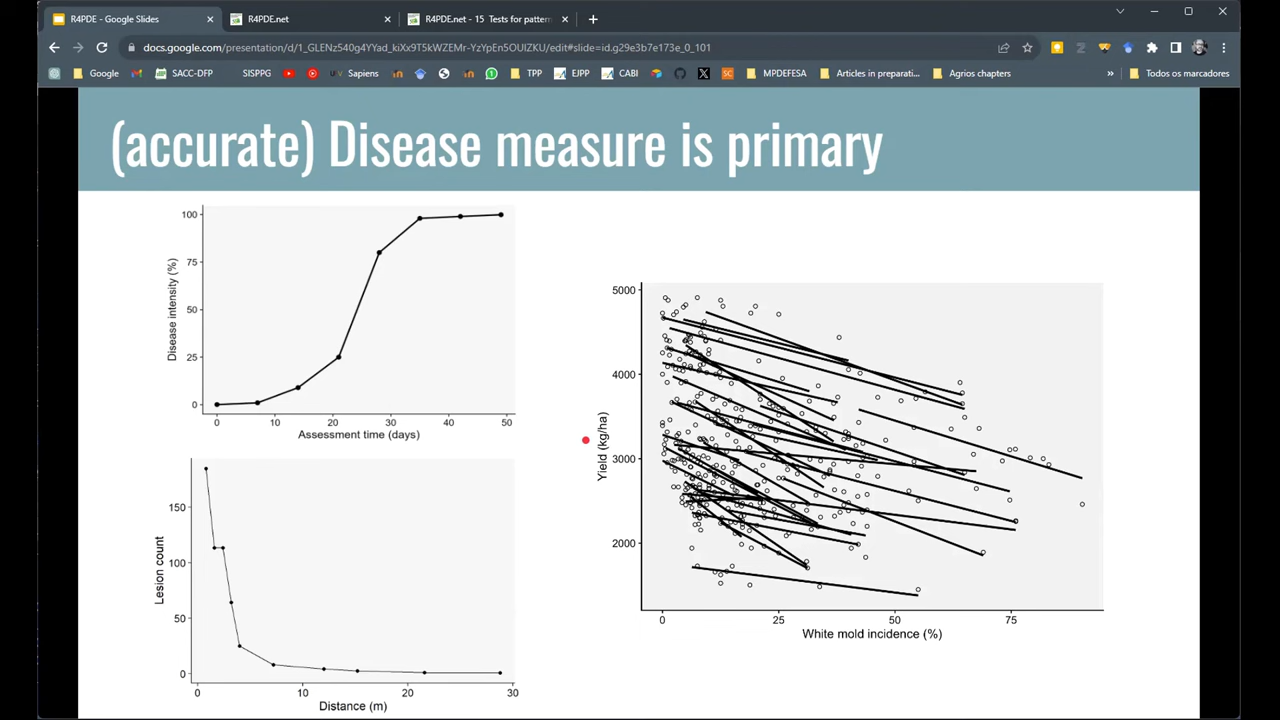 R4PDE - Google Slides
R4PDE.net
R4PDE.net - 15 Tests for pattern
docs.google.com/presentation/d/1_GLENz540g4YYad_kiXx9T5kWZEMr-YzYpEn5OUIZKU/edit#slide=id.g29e3b7e173e_0_101
Google
SACC-DFP
SISPPG
Sapiens
TPP
EJPP
CABI
MPDEFESA
Articles in preparati...
Agrios chapters
»
Todos os marcadores
(accurate) Disease measure is primary
Disease intensity (%)
100
75
50
25
0
0 10 20 30 40 50
Assessment time (days)
Lesion count
150
100
50
0
0 10 20 30
Distance (m)
Yield (kg/ha)
5000
4000
3000
2000
0 25 50 75
White mold incidence (%)